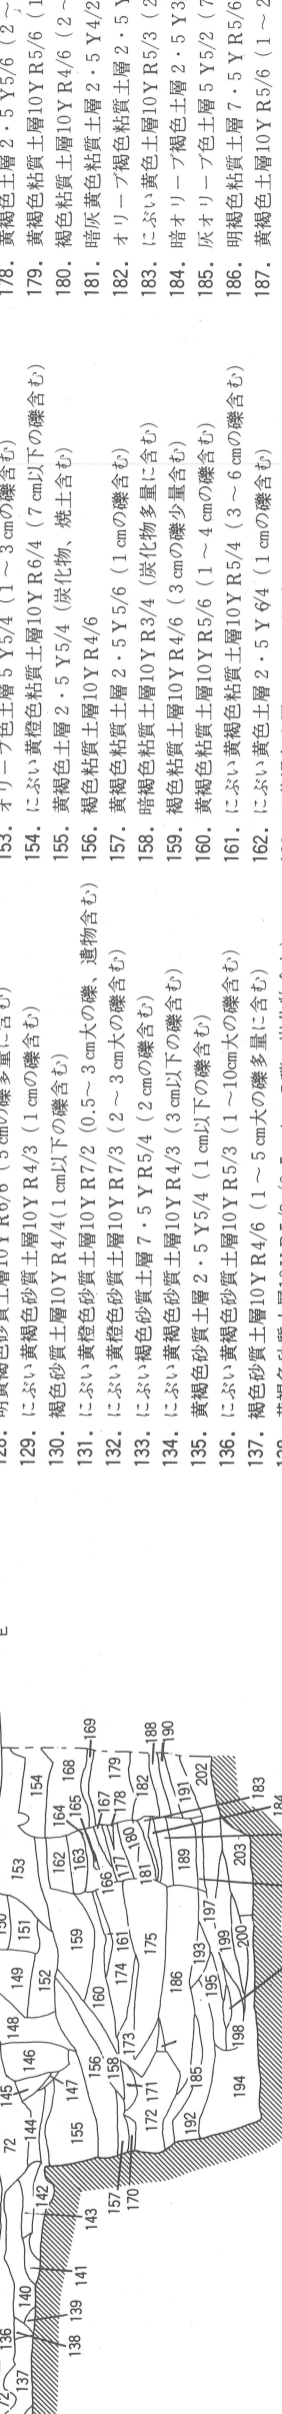 153
154
149
151
148
152
162
163
164
165
168
169
72
145
144
146
147
159
166
167
178
177
179
136
137
140
142
143
155
156
158
160
161
180
181
182
188
190
138
139
141
157
170
172
171
173
174
175
189
191
202
186
193
197
183
184
192
185
195
199
203
194
198
200
E
128. 明黄褐色砂質土層10YR6/6（5cmの礫多量に含む）
129. にぶい黄褐色砂質土層10YR4/3（1cmの礫含む）
130. 褐色砂質土層10YR4/4(1cm以下の礫含む)
131. にぶい黄橙色砂質土層10YR7/2（0.5～3cm大の礫、遺物含む）
132. にぶい黄橙色砂質土層10YR7/3（2～3cm大の礫含む）
133. にぶい褐色砂質土層7・5YR5/4（2cmの礫含む）
134. にぶい黄褐色砂質土層10YR4/3（3cm以下の礫含む）
135. 黄褐色砂質土層2・5Y5/4（1cm以下の礫含む）
136. にぶい黄褐色砂質土層10YR5/3（1～10cm大の礫含む）
137. 褐色砂質土層10YR4/6（1～5cm大の礫多量に含む）
153. オリーブ色土層5Y5/4（1～3cmの礫含む）
154. にぶい黄橙色粘質土層10YR6/4（7cm以下の礫含む）
155. 黄褐色土層2・5Y5/4（炭化物、焼土含む）
156. 褐色粘質土層10YR4/6
157. 黄褐色粘質土層2・5Y5/6（1cmの礫含む）
158. 暗褐色粘質土層10YR3/4（炭化物多量に含む）
159. 褐色粘質土層10YR4/6（3cmの礫少量含む）
160. 黄褐色粘質土層10YR5/6（1～4cmの礫含む）
161. にぶい黄褐色粘質土層10YR5/4（3～6cmの礫含む）
162. にぶい黄色土層2・5Y6/4（1cmの礫含む）
178. 黄褐色土層2・5Y5/6（2～
179. 黄褐色粘質土層10YR5/6（1
180. 褐色粘質土層10YR4/6（2～
181. 暗灰黄色粘質土層2・5Y4/2
182. オリーブ褐色粘質土層2・5Y
183. にぶい黄色土層10YR5/3（2
184. 暗オリーブ褐色土層2・5Y3
185. 灰オリーブ色土層5Y5/2（7
186. 明褐色粘質土層7・5YR5/6
187. 黄褐色土層10YR5/6（1～2